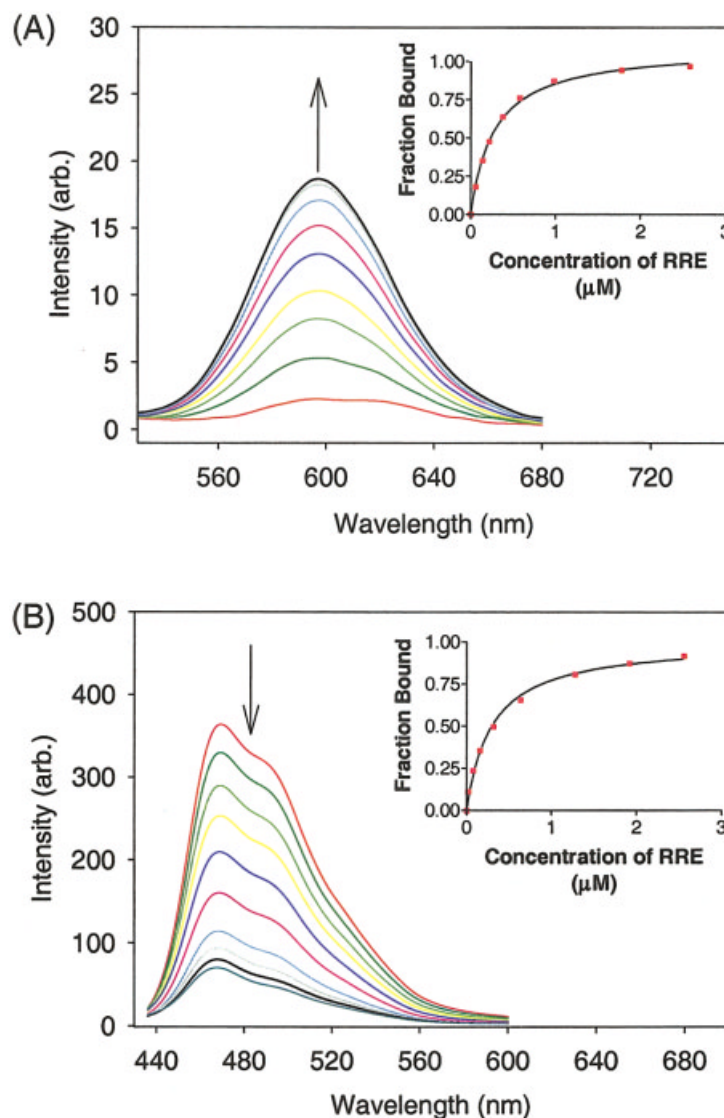 (A)
30
25
20
15
10
5
0
Intensity (arb.)
560 600 640 680 720
Wavelength (nm)
1.00
0.75
0.50
0.25
0.00
Fraction Bound
0 1 2 3
Concentration of RRE
(μM)
(B)
500
400
300
200
100
0
Intensity (arb.)
440 480 520 560 600 640 680
Wavelength (nm)
1.00
0.75
0.50
0.25
0.00
Fraction Bound
0 1 2 3
Concentration of RRE
(μM)